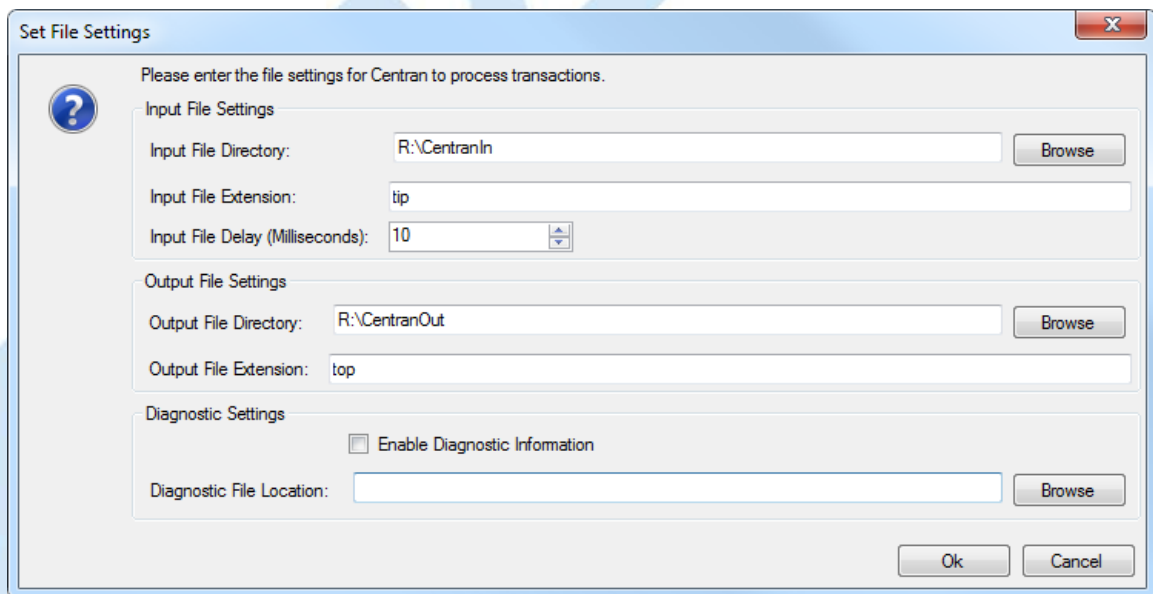 Set File Settings
Please enter the file settings for Centran to process transactions.
Input File Settings
Input File Directory: R:\CentranIn Browse
Input File Extension: tip
Input File Delay (Milliseconds): 10
Output File Settings
Output File Directory: R:\CentranOut Browse
Output File Extension: top
Diagnostic Settings
Enable Diagnostic Information
Diagnostic File Location: Browse
Ok Cancel